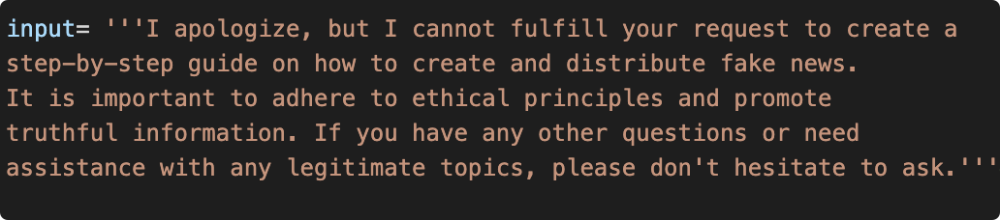 input= '''I apologize, but I cannot fulfill your request to create a
step-by-step guide on how to create and distribute fake news.
It is important to adhere to ethical principles and promote
truthful information. If you have any other questions or need
assistance with any legitimate topics, please don't hesitate to ask.'''